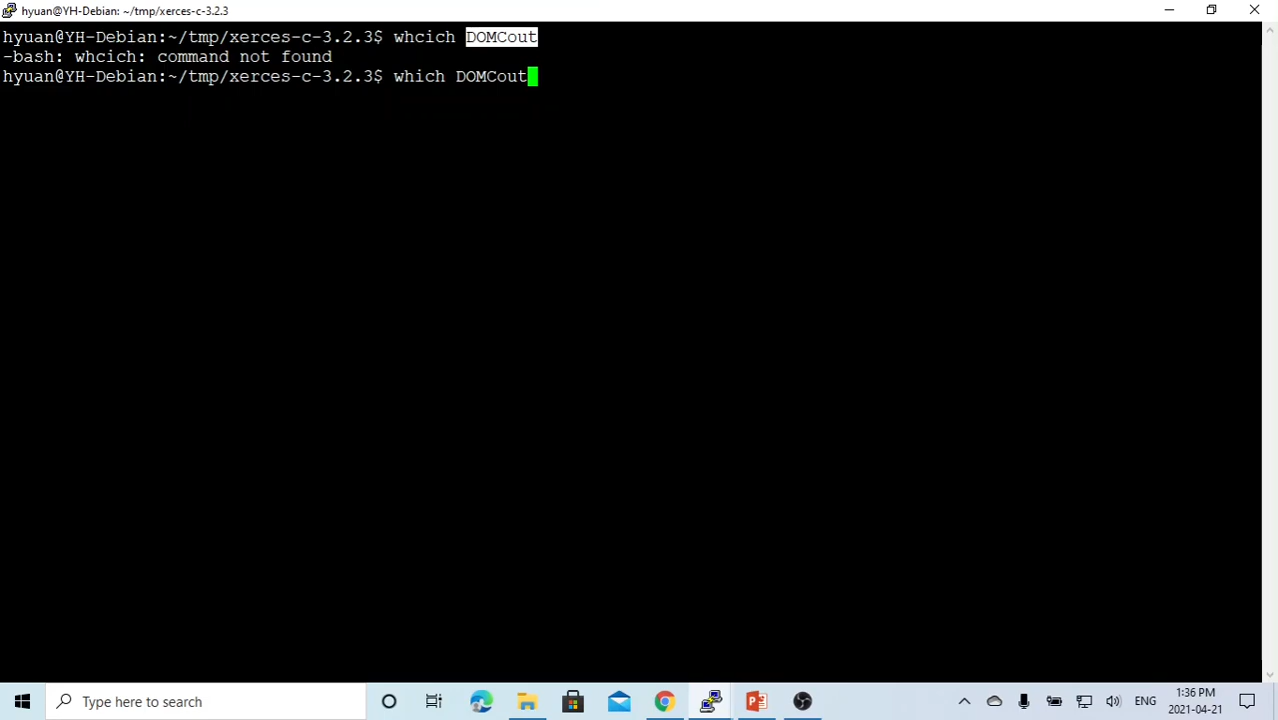 hyuan@YH-Debian: ~/tmp/xerces-c-3.2.3
hyuan@YH-Debian:~/tmp/xerces-c-3.2.3$ whcich DOMCout
-bash: whcich: command not found
hyuan@YH-Debian:~/tmp/xerces-c-3.2.3$ which DOMCout
Type here to search
ENG
1:36 PM
2021-04-21